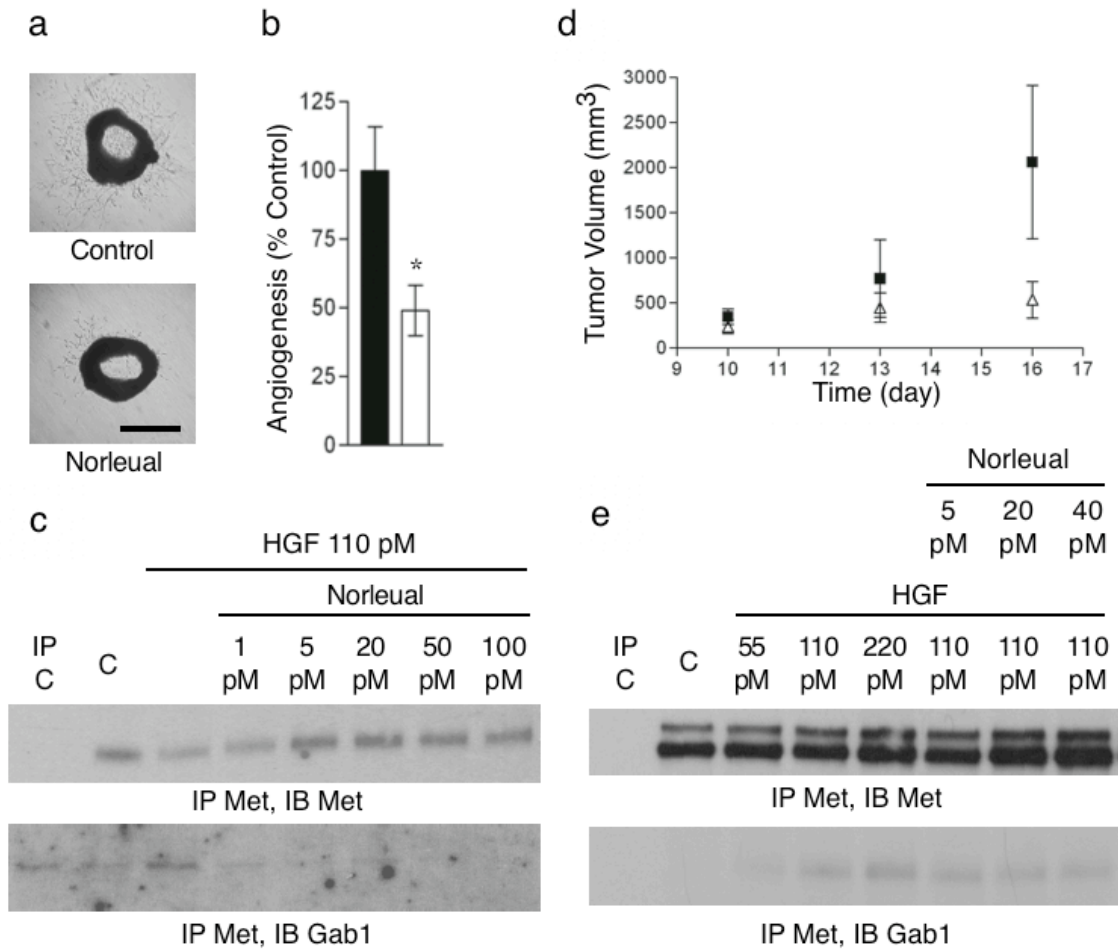 a
Control
Norleual
b
Angiogenesis (% Control)
125
100
75
50
25
0
*
d
Tumor Volume (mm3)
3000
2500
2000
1500
1000
500
0
9 10 11 12 13 14 15 16 17
Time (day)
c
HGF 110 pM
Norleual
IP C 1 5 20 50 100
C pM pM pM pM pM
IP Met, IB Met
IP Met, IB Gab1
e
Norleual
5 20 40
pM pM pM
HGF
IP C 55 110 220 110 110 110
C pM pM pM pM pM pM
IP Met, IB Met
IP Met, IB Gab1